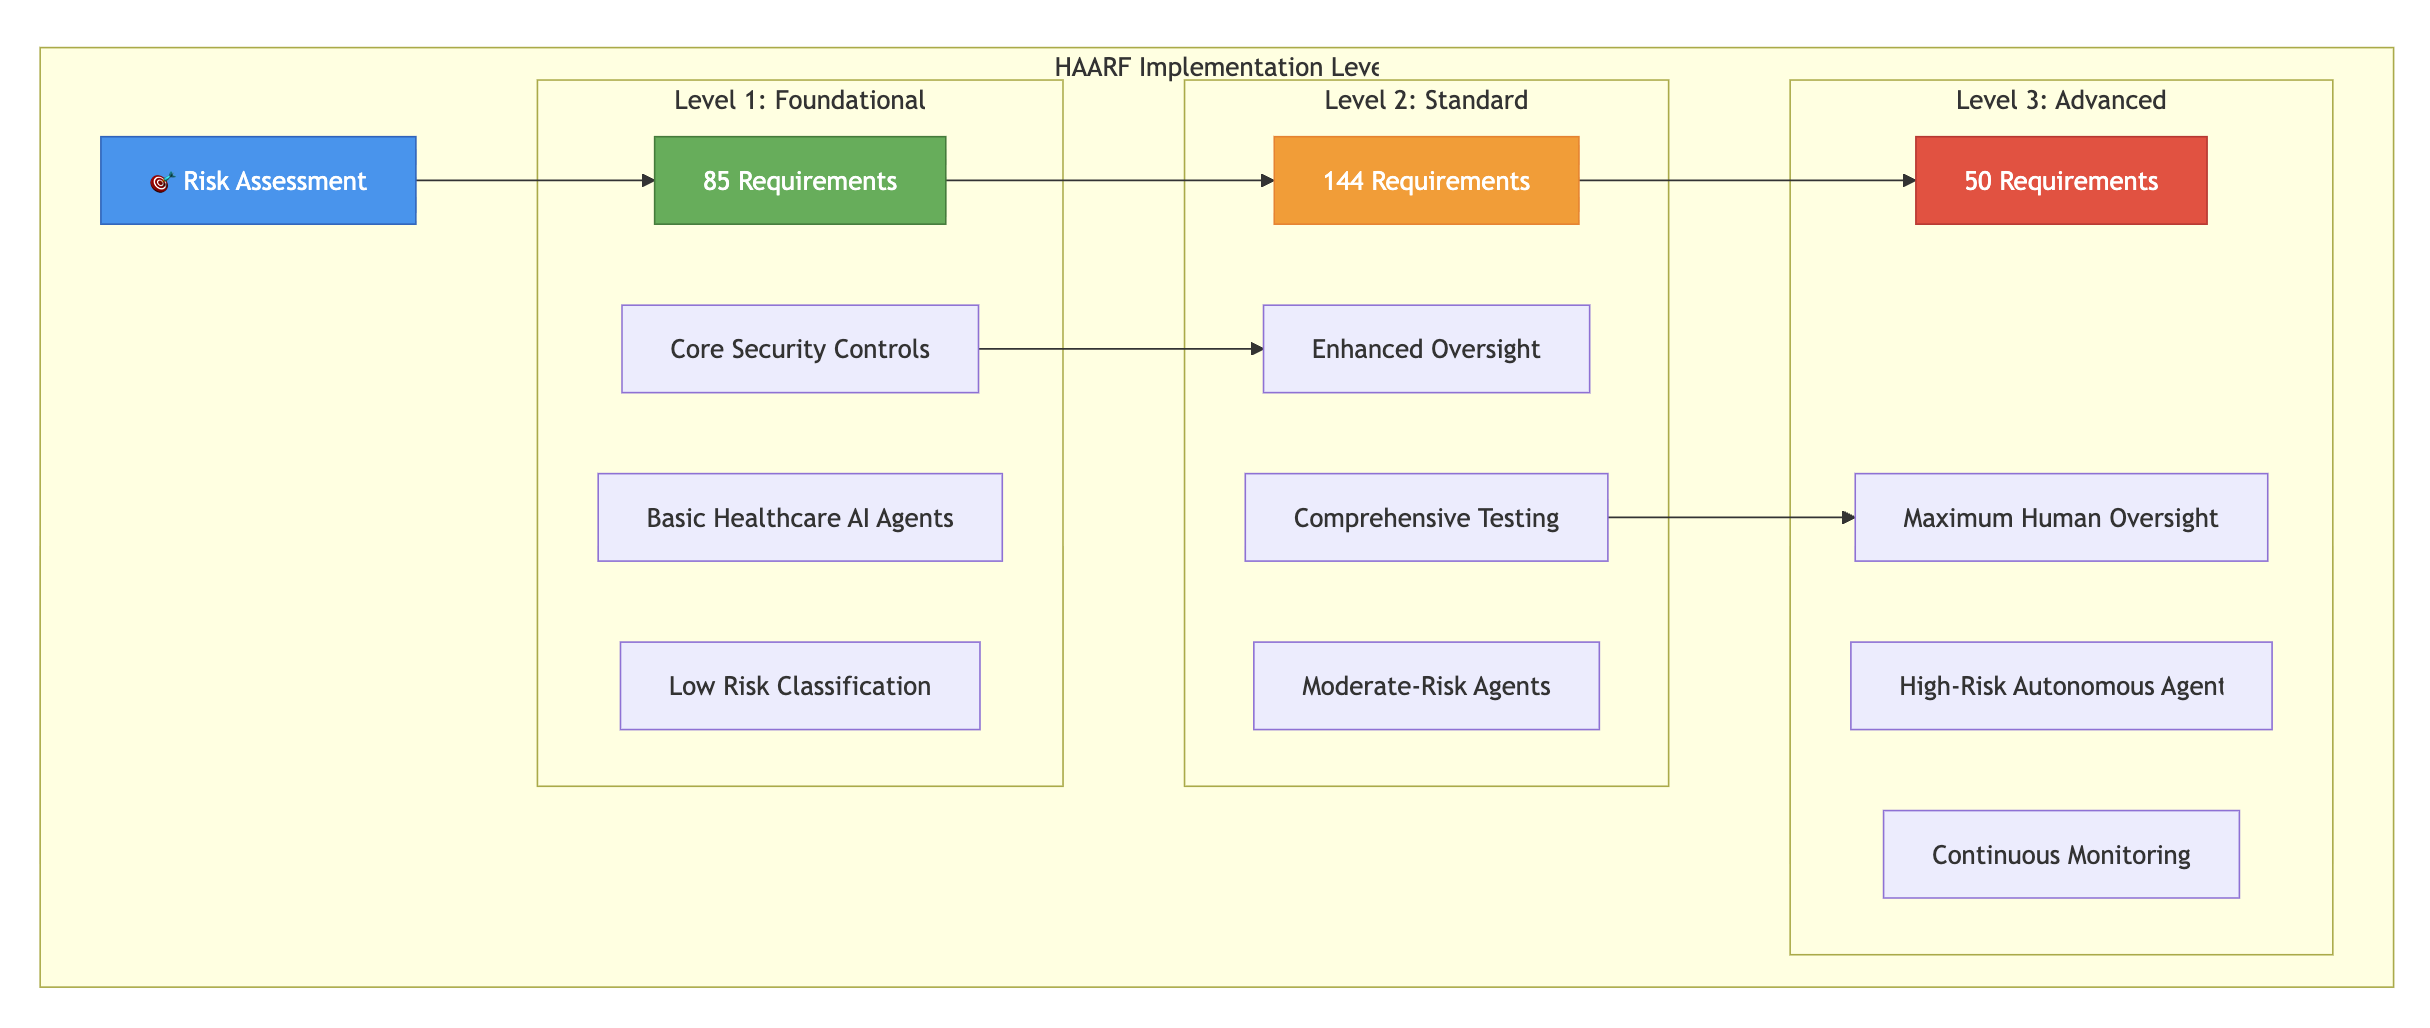 HAARF Implementation Leve
Level 1: Foundational
Level 2: Standard
Level 3: Advanced
🎯 Risk Assessment
85 Requirements
144 Requirements
50 Requirements
Core Security Controls
Enhanced Oversight
Basic Healthcare AI Agents
Comprehensive Testing
Maximum Human Oversight
Low Risk Classification
Moderate-Risk Agents
High-Risk Autonomous Agent
Continuous Monitoring